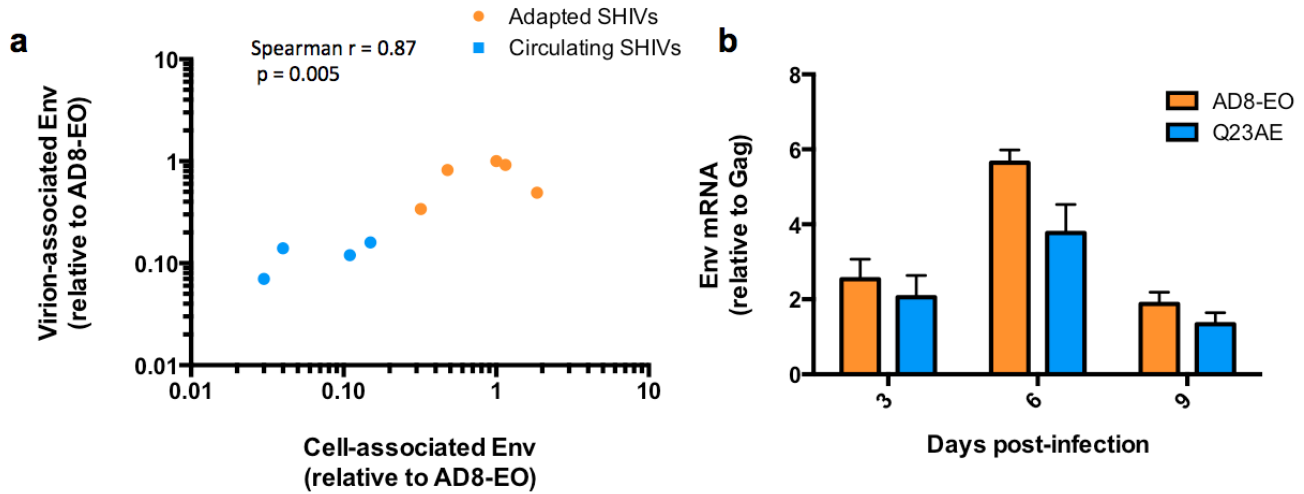 a
Spearman r = 0.87
p = 0.005
Adapted SHIVs
Circulating SHIVs
Virion-associated Env
(relative to AD8-EO)
10
1
0.10
0.01
0.01
0.10
1
10
Cell-associated Env
(relative to AD8-EO)
b
AD8-EO
Q23AE
Env mRNA
(relative to Gag)
8
6
4
2
0
3
6
9
Days post-infection